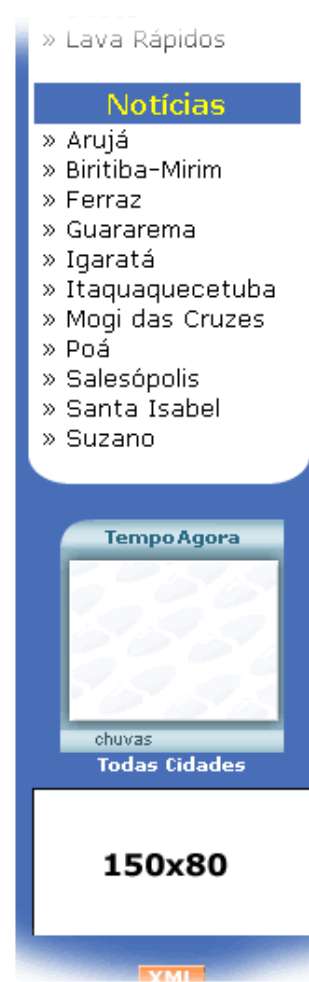 » Lava Rápidos
Notícias
» Arujá
» Biritiba-Mirim
» Ferraz
» Guararema
» Igaratá
» Itaquaquecetuba
» Mogi das Cruzes
» Poá
» Salesópolis
» Santa Isabel
» Suzano
Tempo Agora
chuvas
Todas Cidades
150x80
XML